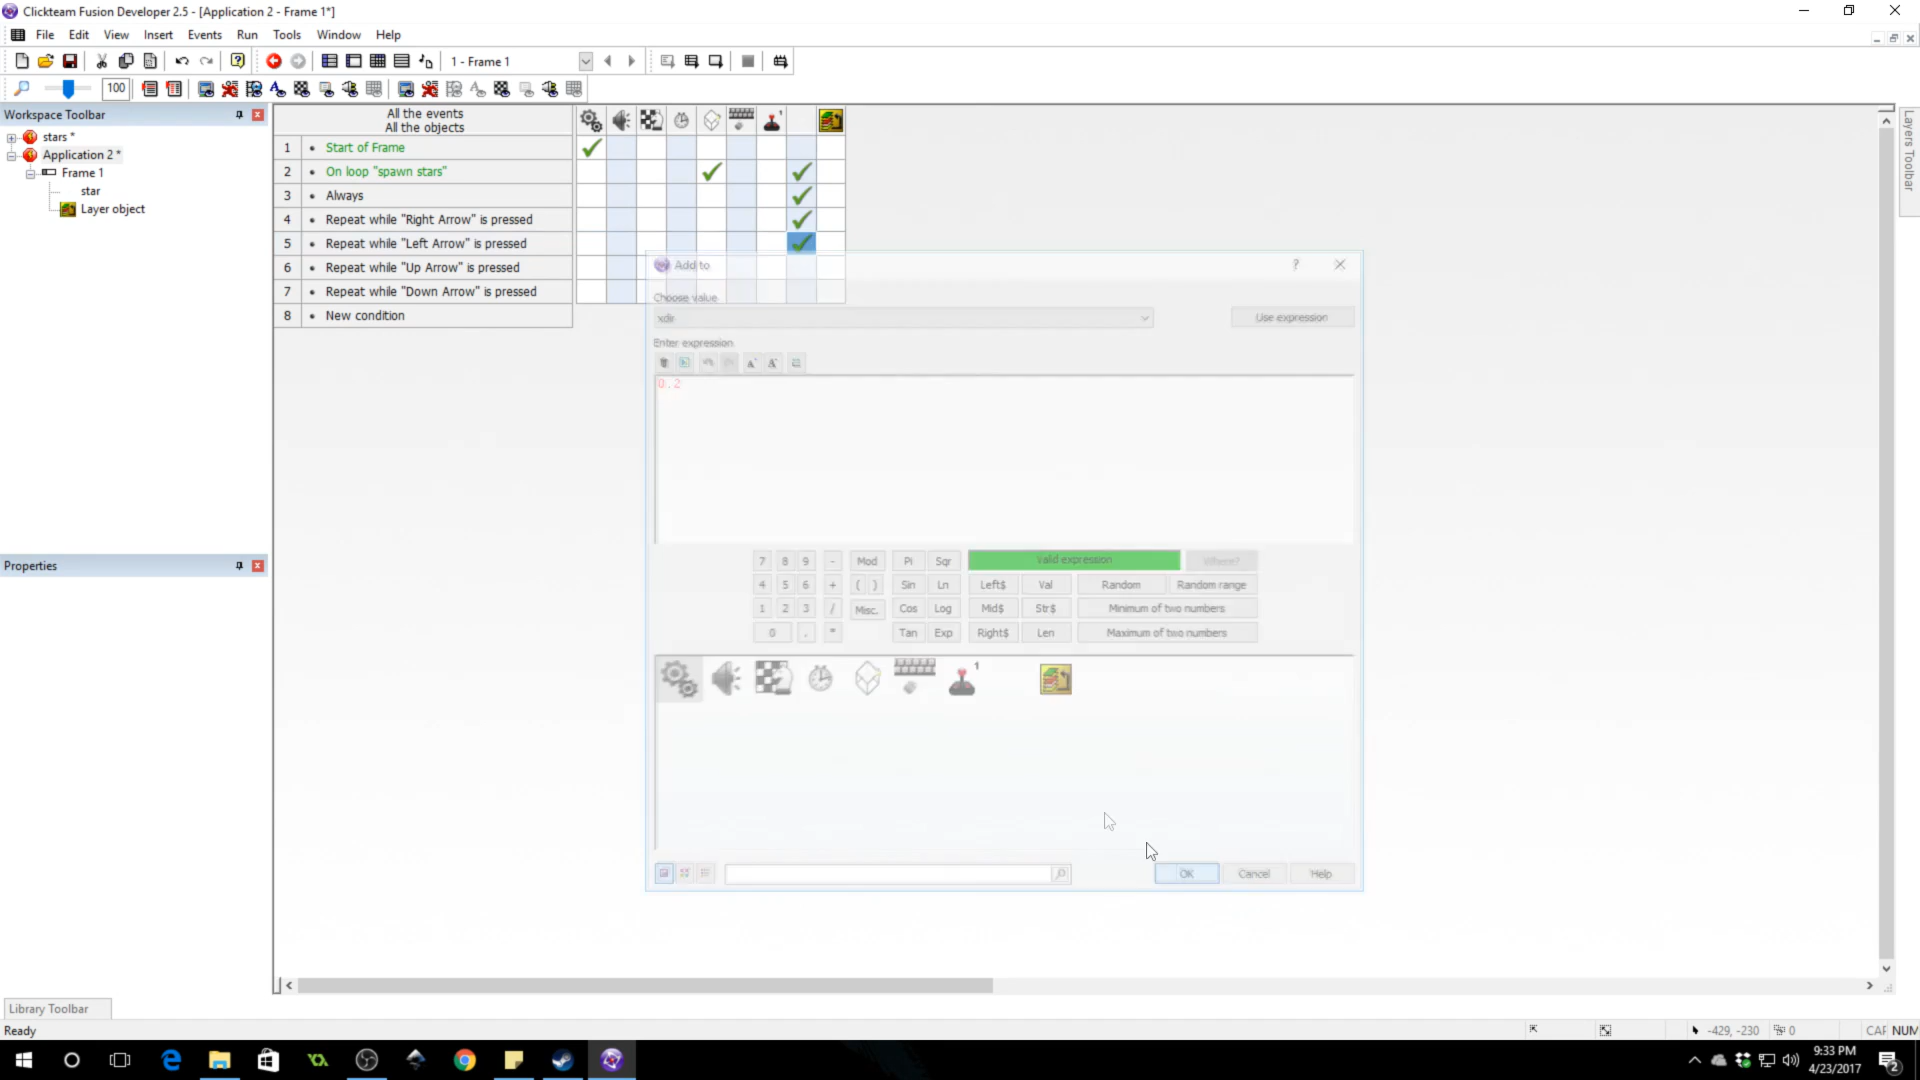 Clickteam Fusion Developer 2.5 - [Application 2 - Frame 1*]
File Edit View Insert Events Run Tools Window Help
1 - Frame 1
100
Workspace Toolbar
stars *
Application 2 *
Frame 1
star
Layer object
Properties
Library Toolbar
All the events
All the objects
1 • Start of Frame
2 • On loop "spawn stars"
3 • Always
4 • Repeat while "Right Arrow" is pressed
5 • Repeat while "Left Arrow" is pressed
6 • Repeat while "Up Arrow" is pressed
7 • Repeat while "Down Arrow" is pressed
8 • New condition
1
Layers Toolbar
Add to
?
Choose value
xdir
Use expression
Enter expression
0.2
7 8 9 - Mod Pi Sqr Valid expression Where?
4 5 6 + ( ) Sin Ln Left$ Val Random Random range
1 2 3 / Misc. Cos Log Mid$ Str$ Minimum of two numbers
0 . * Tan Exp Right$ Len Maximum of two numbers
1
OK Cancel Help
Ready
-429, -230
0
CAP NUM
9:33 PM
4/23/2017
2